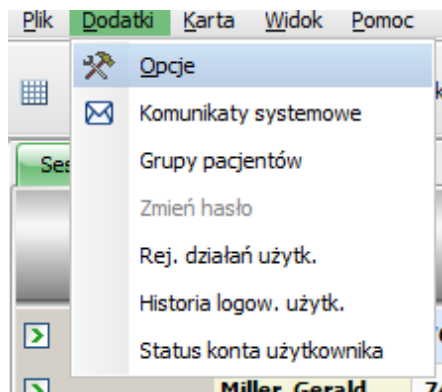 Plik Dodatki Karta Widok Pomoc
Opcje
Komunikaty systemowe
Grupy pacjentów
Zmień hasło
Rej. działań użytk.
Historia logow. użytk.
Status konta użytkownika
Miller, Gerald